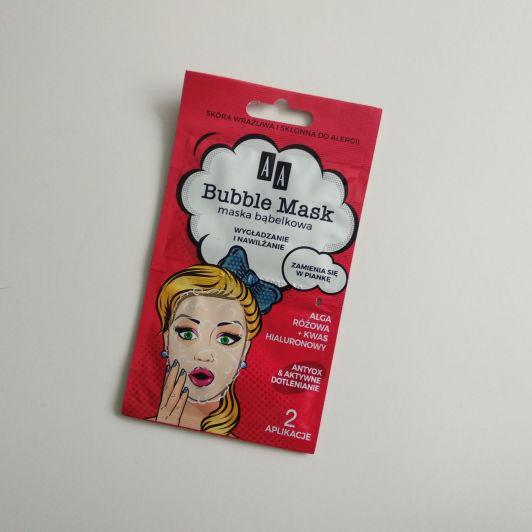 SKÓRA WRAŻLIWA I SKŁONNA DO ALERGII
AA
Bubble Mask
maska bąbelkowa
WYGŁADZANIE
I NAWILŻANIE
ZAMIENIA SIĘ
W PIANKĘ
ALGA
RÓŻOWA
+ KWAS
HIALURONOWY
ANTYOX
& AKTYWNE
DOTLENIANIE
2
APLIKACJE